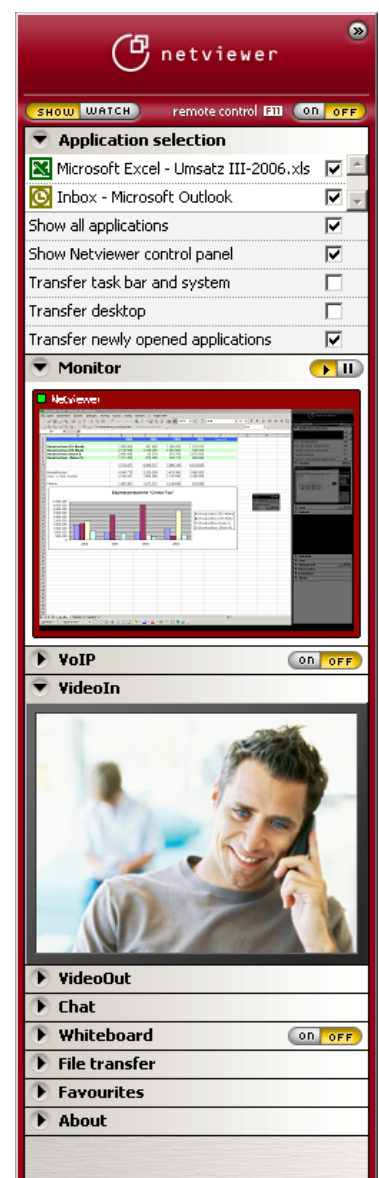 netviewer
SHOW WATCH remote control F11 on OFF
Application selection
Microsoft Excel - Umsatz III-2006.xls
Inbox - Microsoft Outlook
Show all applications
Show Netviewer control panel
Transfer task bar and system
Transfer desktop
Transfer newly opened applications
Monitor
Netviewer
VoIP on OFF
VideoIn
VideoOut
Chat
Whiteboard on OFF
File transfer
Favourites
About